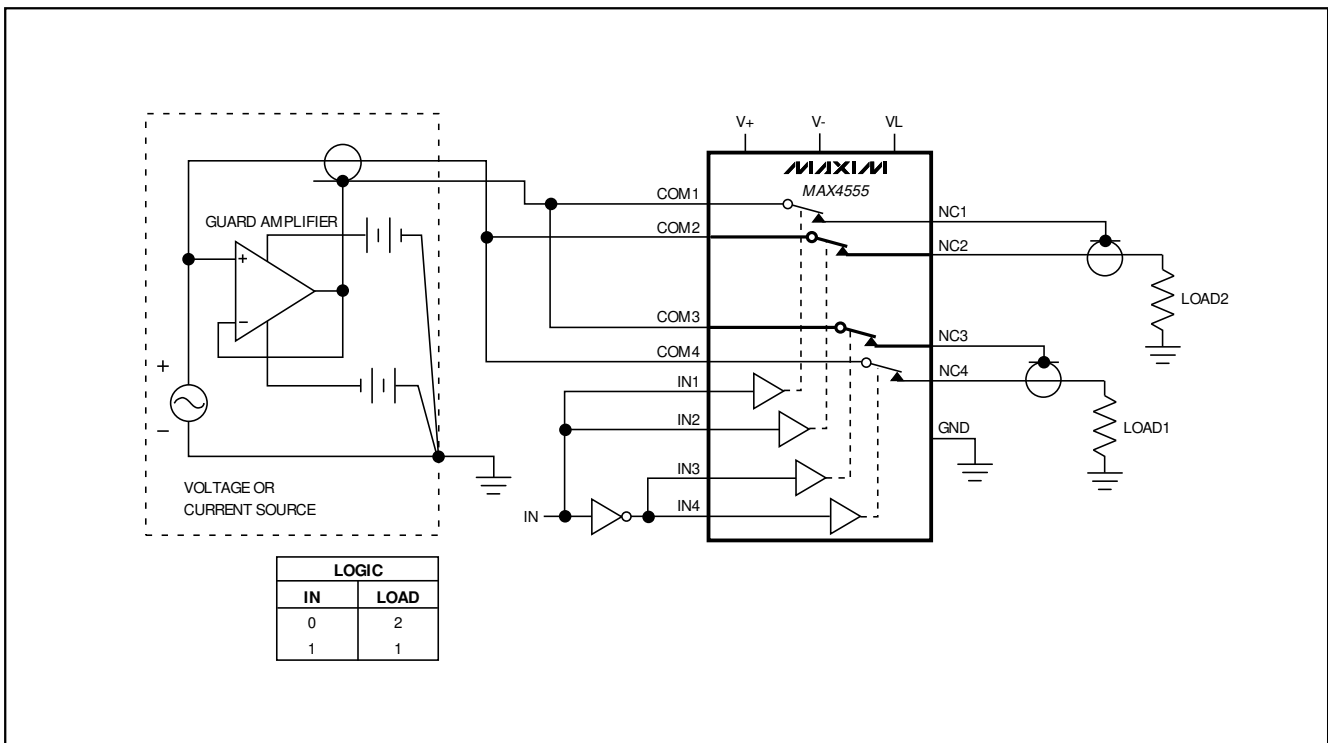 V+ V- VL
MAXIM
MAX4555
COM1
COM2
COM3
COM4
IN1
IN2
IN3
IN4
NC1
NC2
NC3
NC4
GND
LOAD2
LOAD1
GUARD AMPLIFIER
+
−
+
−
VOLTAGE OR
CURRENT SOURCE
IN
LOGIC
IN LOAD
0 2
1 1